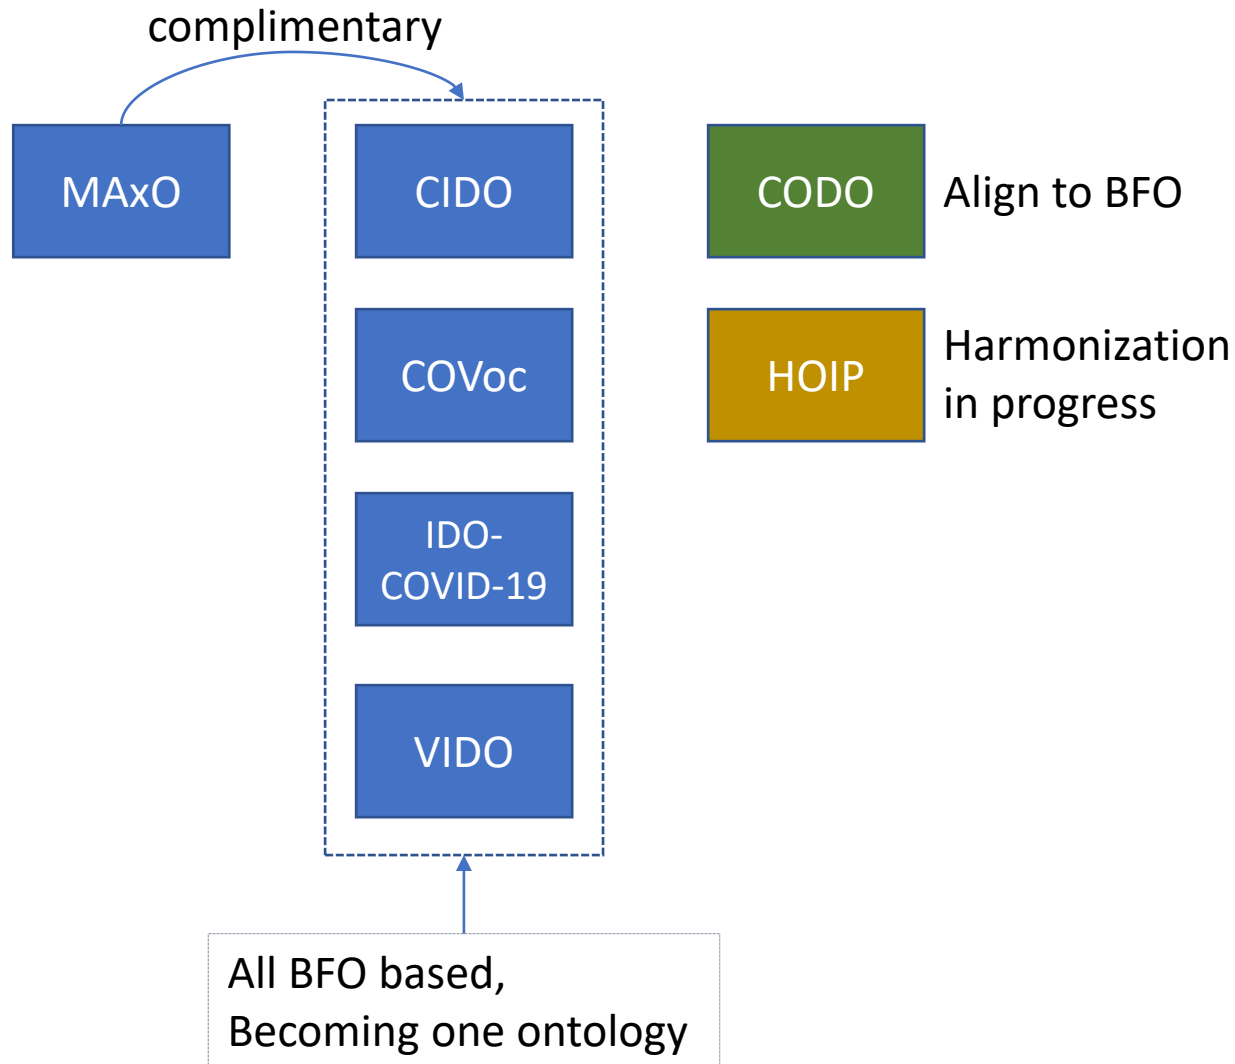 complimentary
MAxO
CIDO
CODO
Align to BFO
COVoc
HOIP
Harmonization
in progress
IDO-
COVID-19
VIDO
All BFO based,
Becoming one ontology